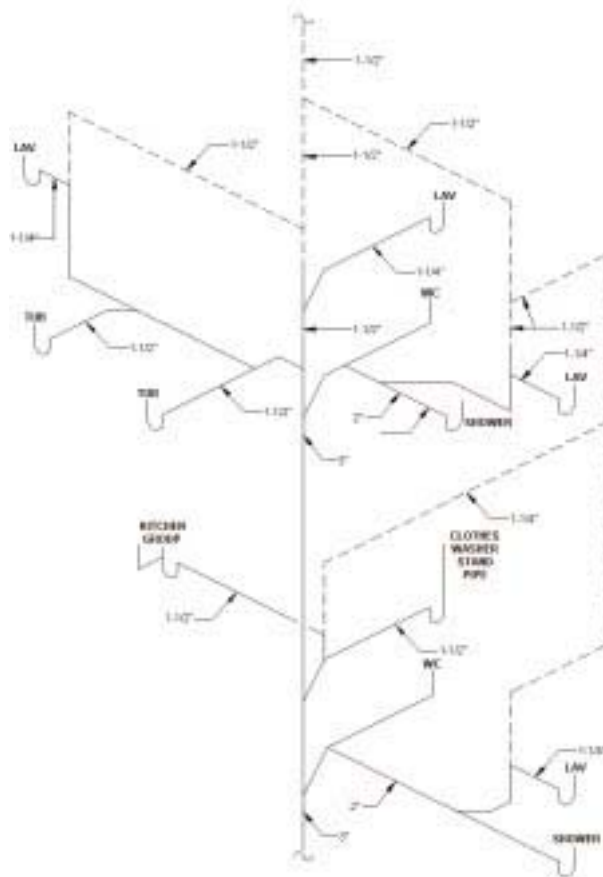 1-1/2"
1-1/2"
1-1/2"
1-1/2"
LAV
LAV
1-1/4"
1-1/4"
WC
TUB
1-1/2"
1-1/2"
1-1/2"
1-1/4"
LAV
TUB
1-1/2"
2"
SHOWER
3"
1-1/4"
KITCHEN
GROUP
CLOTHES
WASHER
STAND
PIPE
1-1/2"
1-1/2"
WC
LAV
2"
3"
SHOWER